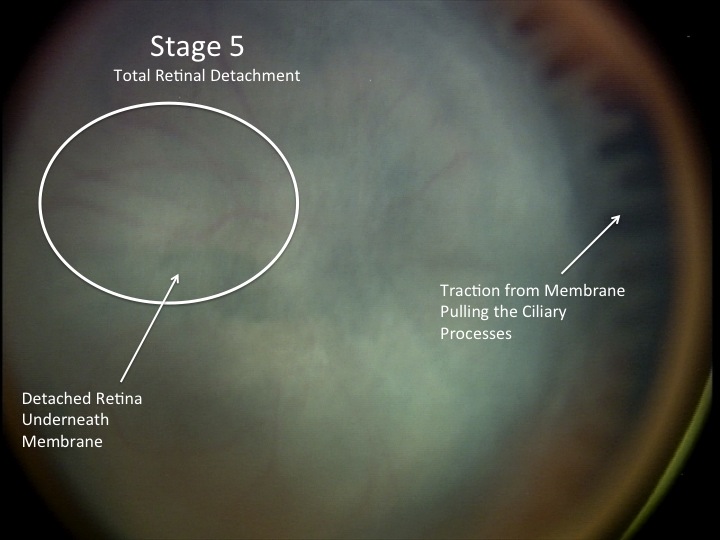 Stage 5
Total Retinal Detachment
Traction from Membrane
Pulling the Ciliary
Processes
Detached Retina
Underneath
Membrane